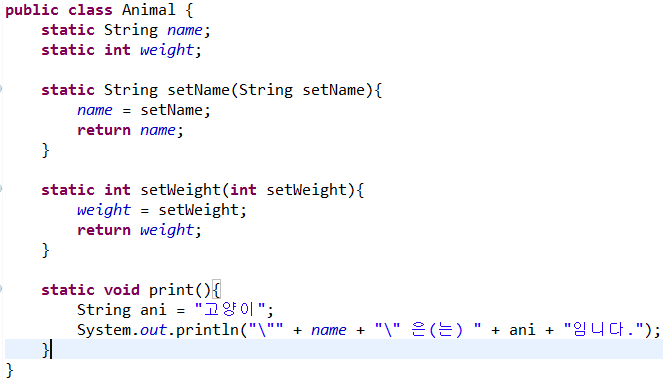 public class Animal {
    static String name;
    static int weight;

    static String setName(String setName){
        name = setName;
        return name;
    }

    static int setWeight(int setWeight){
        weight = setWeight;
        return weight;
    }

    static void print(){
        String ani = "고양이";
        System.out.println("\"" + name + "\" 은(는) " + ani + "입니다.");
    }
}